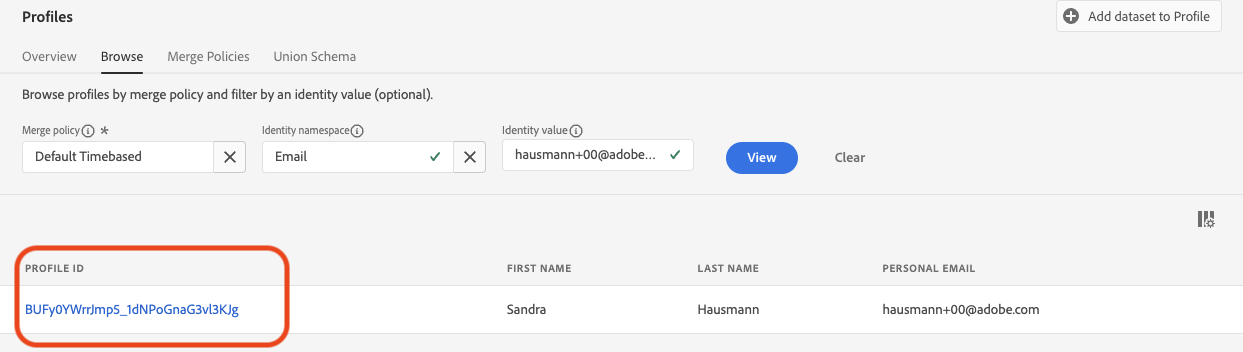 Profiles
Add dataset to Profile
Overview Browse Merge Policies Union Schema
Browse profiles by merge policy and filter by an identity value (optional).
Merge policy * Identity namespace Identity value
Default Timebased Email hausmann+00@adobe... View Clear
PROFILE ID FIRST NAME LAST NAME PERSONAL EMAIL
BUFy0YWrrJmp5_1dNPoGnaG3vl3KJg Sandra Hausmann hausmann+00@adobe.com